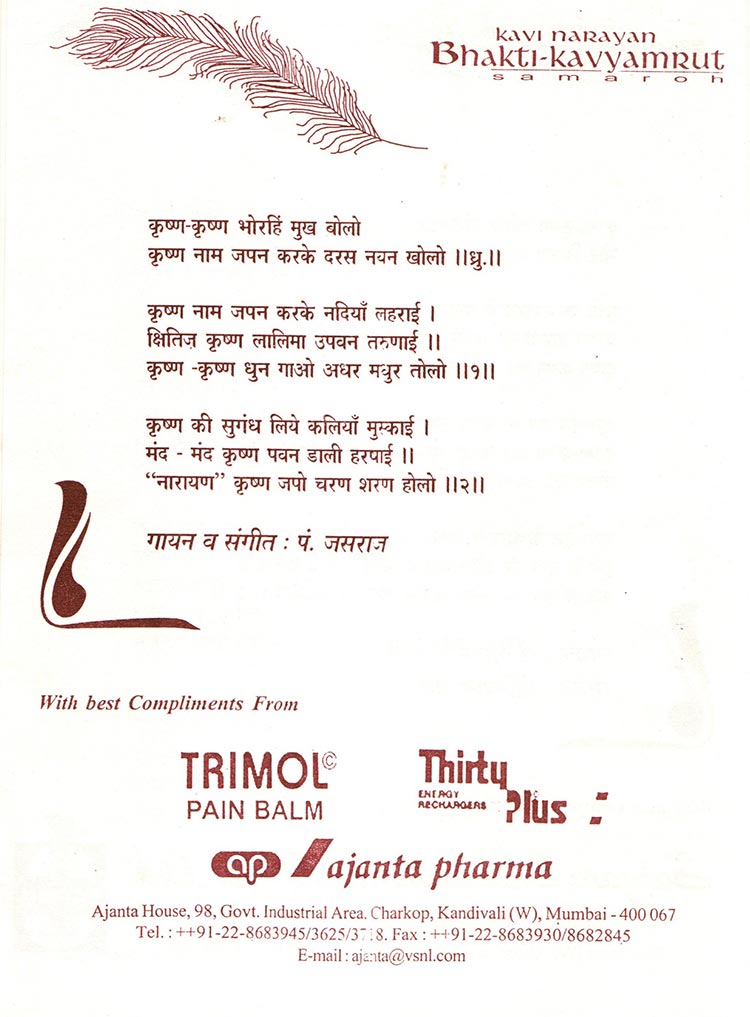 KAVI NARAYAN
BHAKTI-KAVYAMRUT
samaroh
कृष्ण-कृष्ण भोरहिं मुख बोलो
कृष्ण नाम जपन करके दरस नयन खोलो ।।ध्रु.।।
कृष्ण नाम जपन करके नदियाँ लहराई ।
क्षितिज कृष्ण लालिमा उपवन तरुणाई ।।
कृष्ण -कृष्ण धुन गाओ अधर मधुर तोलो ।।१।।
कृष्ण की सुगंध लिये कलियाँ मुस्काई ।
मंद - मंद कृष्ण पवन डाली हरपाई ।।
“नारायण” कृष्ण जपो चरण शरण होलो ।।२।।
गायन व संगीत : पं. जसराज
With best Compliments From
TRIMOL©
PAIN BALM
Thirty
ENERGY
RECHARGERS
Plus
ap ajanta pharma
Ajanta House, 98, Govt. Industrial Area. Charkop, Kandivali (W), Mumbai - 400 067
Tel. : ++91-22-8683945/3625/3718. Fax : ++91-22-8683930/8682845
E-mail : ajanta@vsnl.com